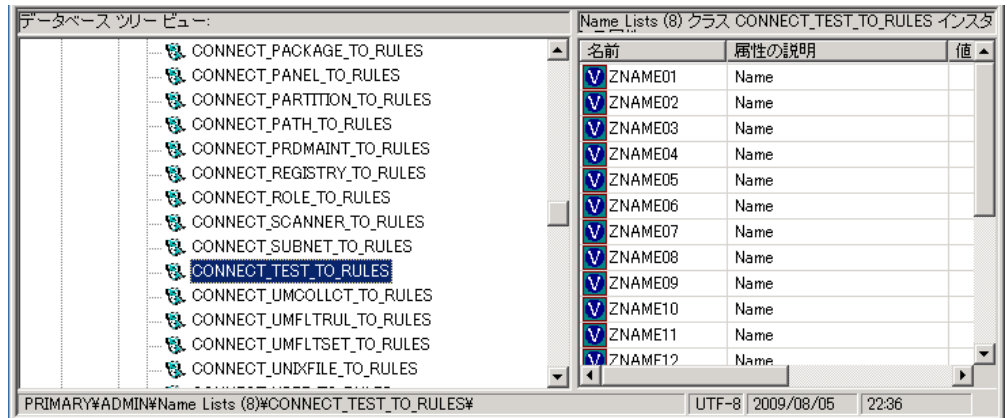 データベース ツリー ビュー:
CONNECT_PACKAGE_TO_RULES
CONNECT_PANEL_TO_RULES
CONNECT_PARTITION_TO_RULES
CONNECT_PATH_TO_RULES
CONNECT_PRDMAINT_TO_RULES
CONNECT_REGISTRY_TO_RULES
CONNECT_ROLE_TO_RULES
CONNECT_SCANNER_TO_RULES
CONNECT_SUBNET_TO_RULES
CONNECT_TEST_TO_RULES
CONNECT_UMCOLLCT_TO_RULES
CONNECT_UMFLTRUL_TO_RULES
CONNECT_UMFLTSET_TO_RULES
CONNECT_UNIXFILE_TO_RULES
Name Lists (8) クラス CONNECT_TEST_TO_RULES インスタ
名前 属性の説明 値
ZNAME01 Name
ZNAME02 Name
ZNAME03 Name
ZNAME04 Name
ZNAME05 Name
ZNAME06 Name
ZNAME07 Name
ZNAME08 Name
ZNAME09 Name
ZNAME10 Name
ZNAME11 Name
ZNAME12 Name
PRIMARY¥ADMIN¥Name Lists (8)¥CONNECT_TEST_TO_RULES¥ UTF-8 2009/08/05 22:36